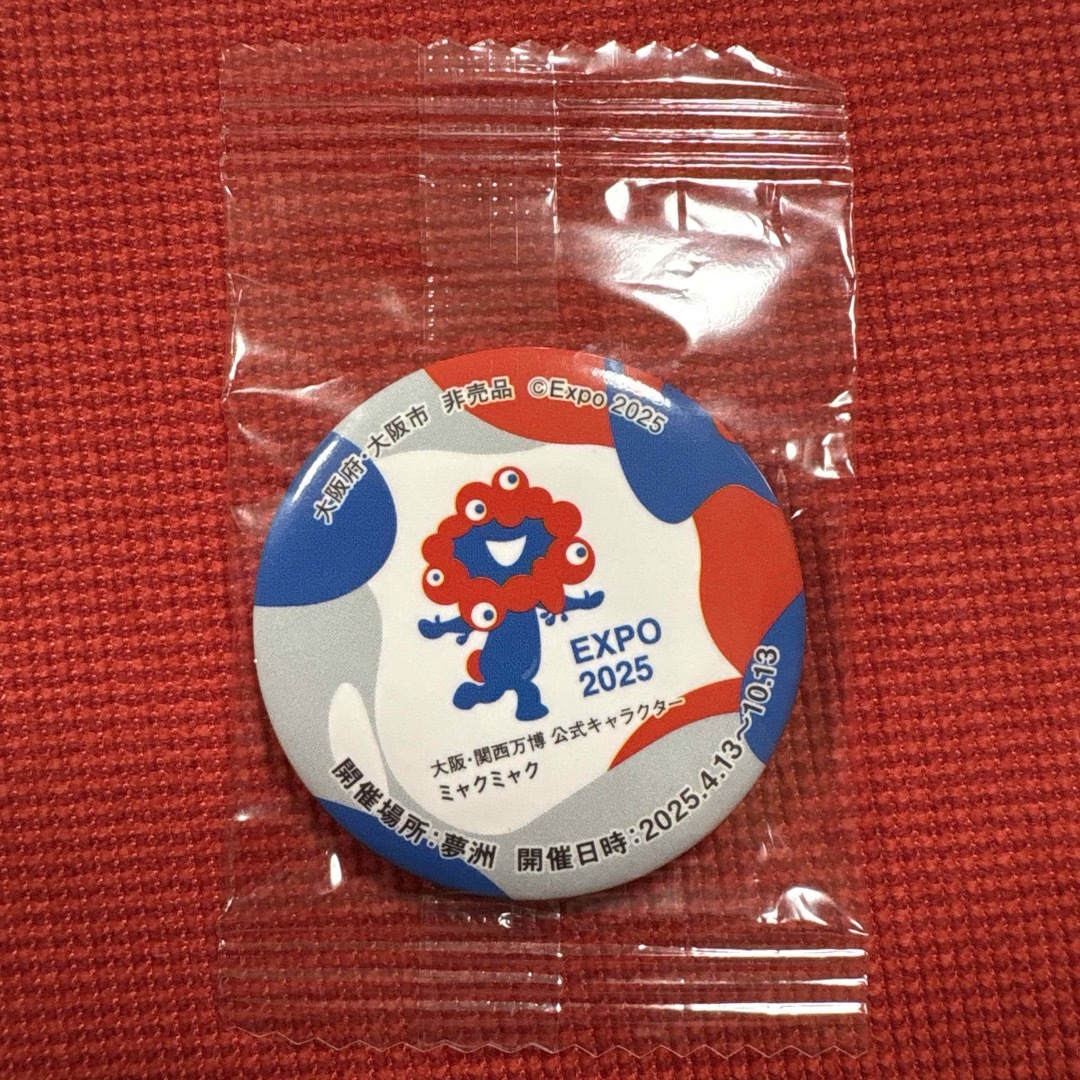 大阪府・大阪市 非売品 ©Expo 2025
EXPO
2025
大阪・関西万博 公式キャラクター
ミャクミャク
開催場所：夢洲 開催日時：2025.4.13～10.13